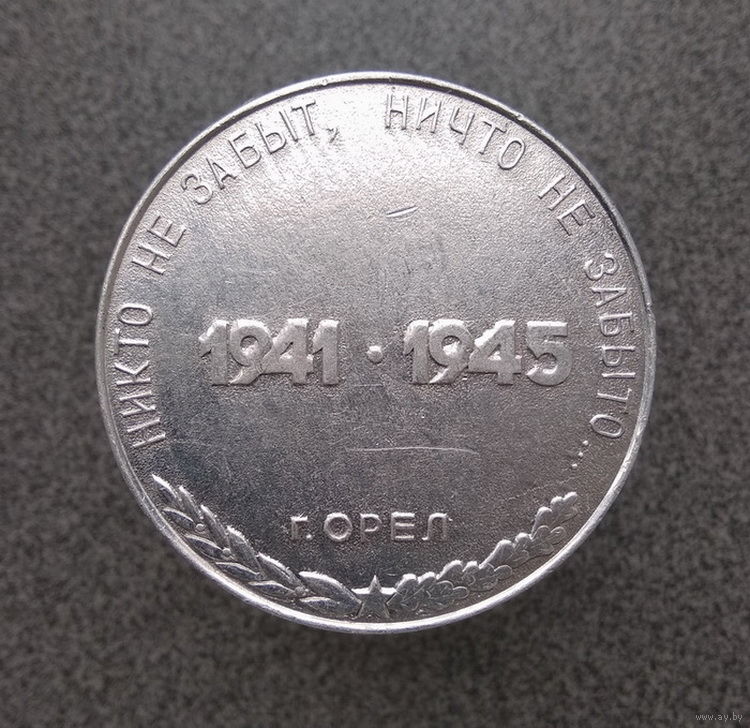 НИКТО НЕ ЗАБЫТ, НИЧТО НЕ ЗАБЫТО...
1941 • 1945
г. ОРЕЛ
www.ay.by